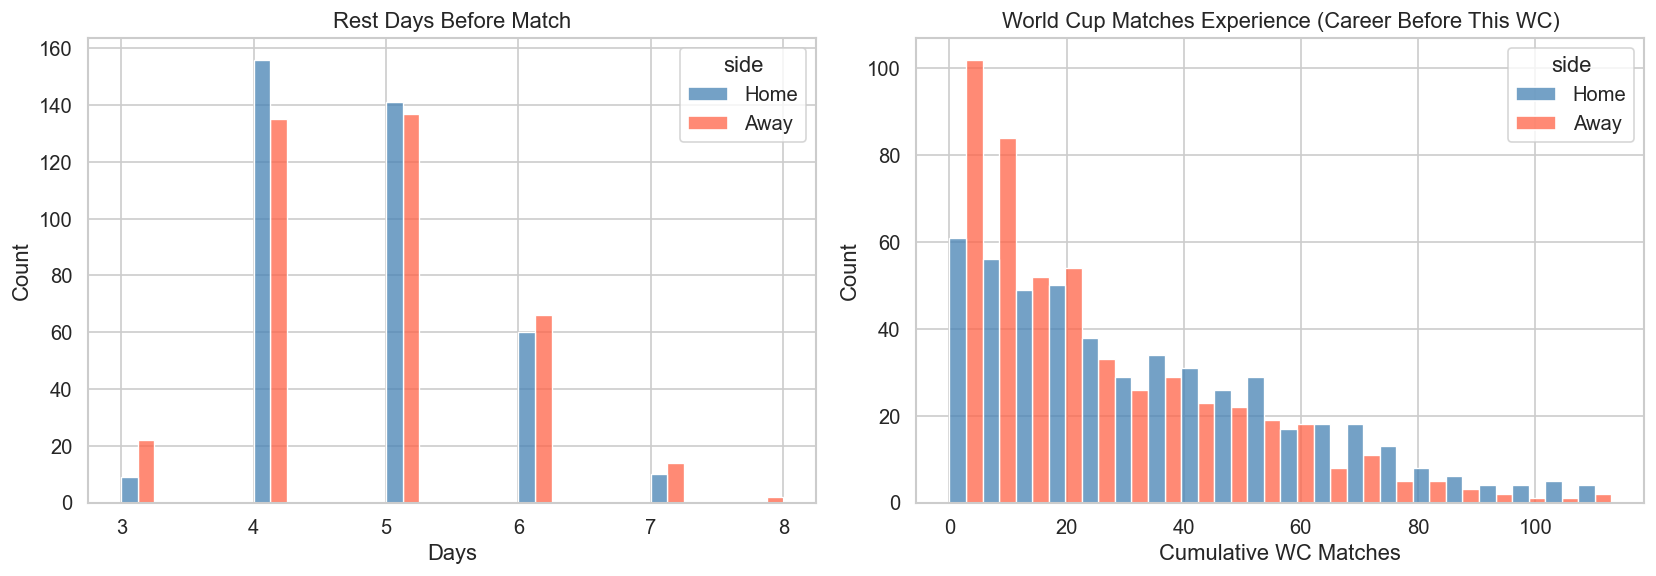 Rest Days Before Match
160
140
120
100
80
60
40
20
0
Count
3 4 5 6 7 8
Days
side
Home
Away
World Cup Matches Experience (Career Before This WC)
100
80
60
40
20
0
Count
0 20 40 60 80 100
Cumulative WC Matches
side
Home
Away